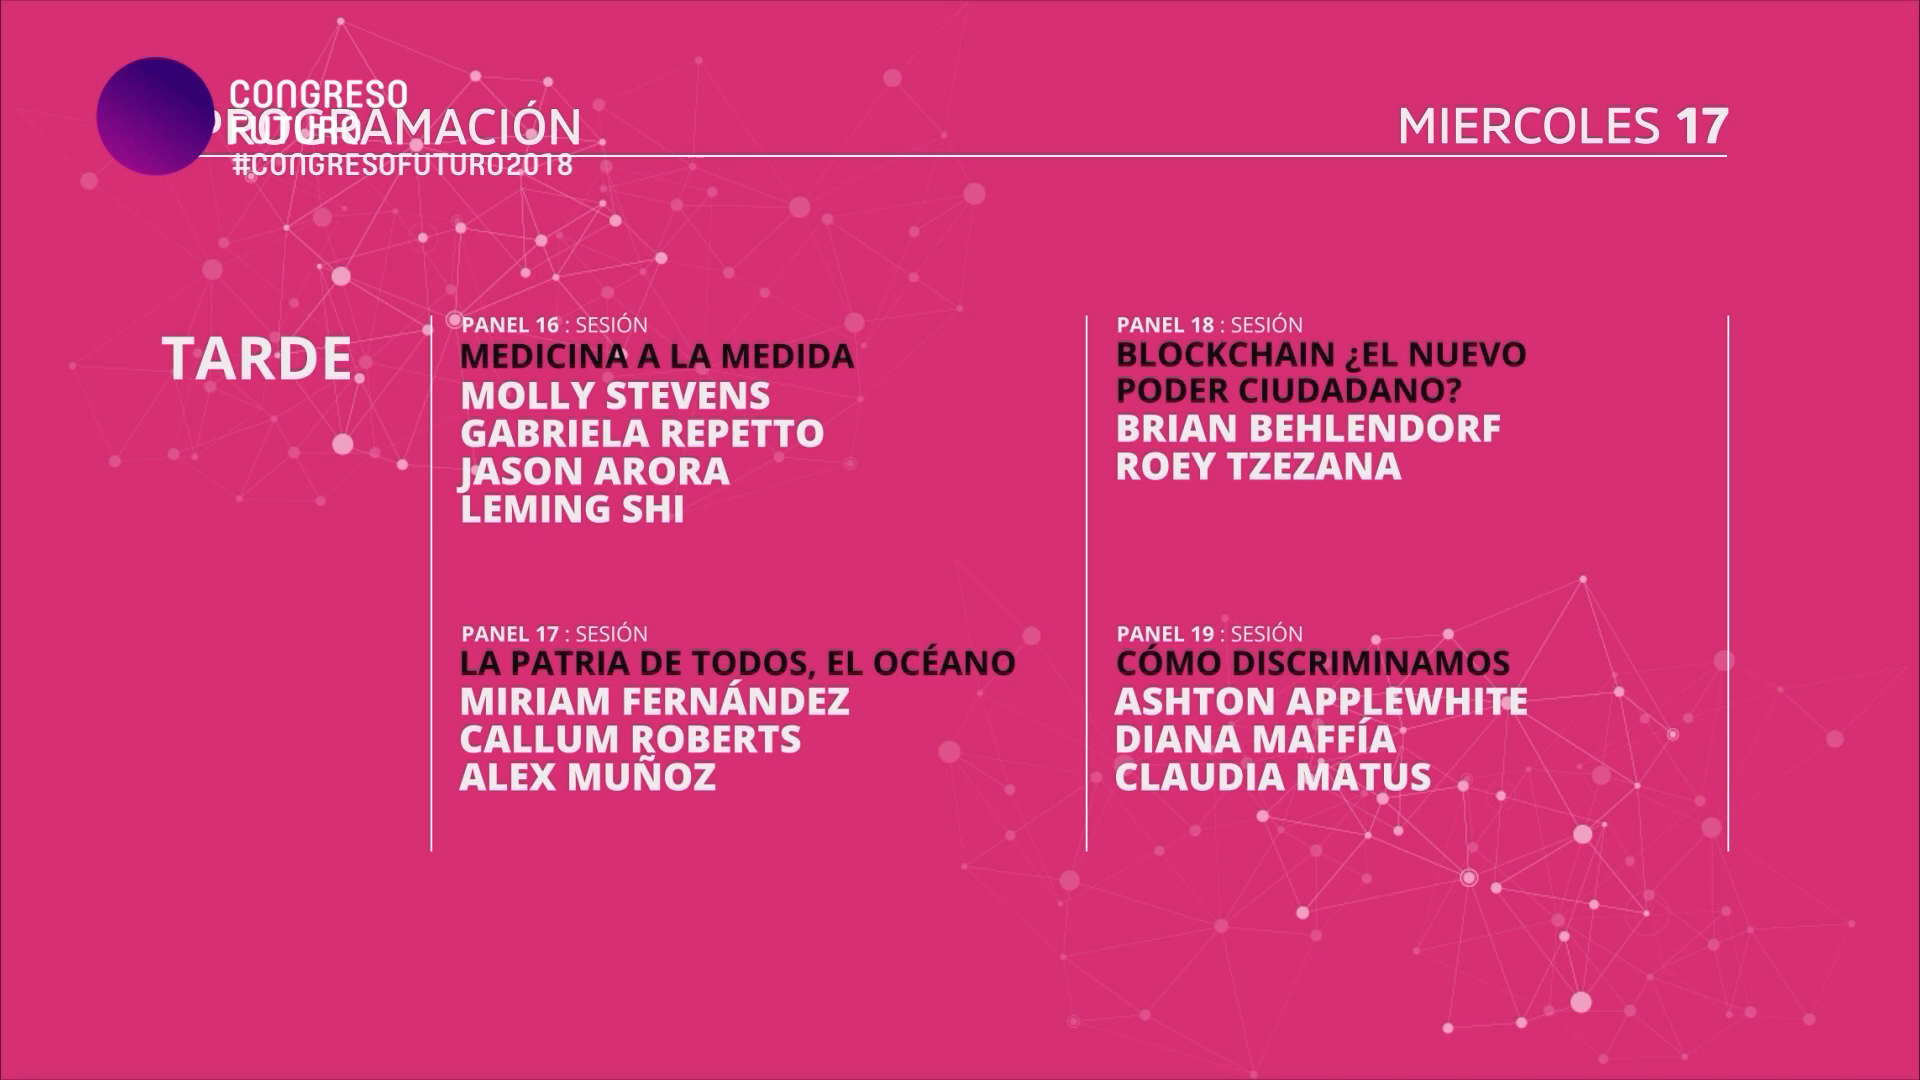 CONGRESO
FUTURO
PROGRAMACIÓN
#CONGRESOFUTURO2018
MIERCOLES 17
TARDE
PANEL 16 : SESIÓN
MEDICINA A LA MEDIDA
MOLLY STEVENS
GABRIELA REPETTO
JASON ARORA
LEMING SHI
PANEL 17 : SESIÓN
LA PATRIA DE TODOS, EL OCÉANO
MIRIAM FERNÁNDEZ
CALLUM ROBERTS
ALEX MUÑOZ
PANEL 18 : SESIÓN
BLOCKCHAIN ¿EL NUEVO
PODER CIUDADANO?
BRIAN BEHLENDORF
ROEY TZEZANA
PANEL 19 : SESIÓN
CÓMO DISCRIMINAMOS
ASHTON APPLEWHITE
DIANA MAFFÍA
CLAUDIA MATUS